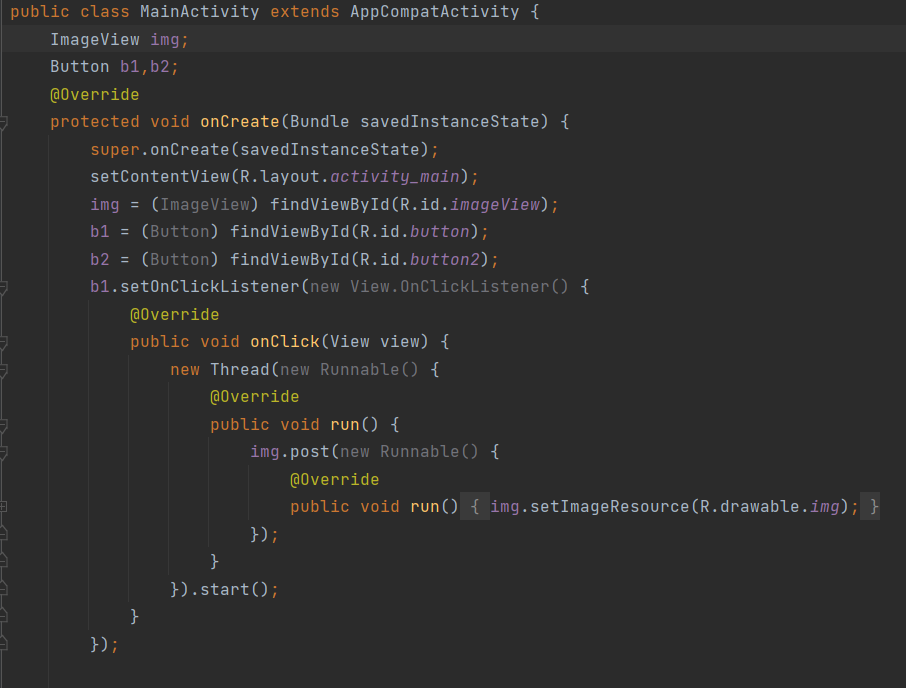 public class MainActivity extends AppCompatActivity {
    ImageView img;
    Button b1,b2;
    @Override
    protected void onCreate(Bundle savedInstanceState) {
        super.onCreate(savedInstanceState);
        setContentView(R.layout.activity_main);
        img = (ImageView) findViewById(R.id.imageView);
        b1 = (Button) findViewById(R.id.button);
        b2 = (Button) findViewById(R.id.button2);
        b1.setOnClickListener(new View.OnClickListener() {
            @Override
            public void onClick(View view) {
                new Thread(new Runnable() {
                    @Override
                    public void run() {
                        img.post(new Runnable() {
                            @Override
                            public void run() { img.setImageResource(R.drawable.img); }
                        });
                    }
                }).start();
            }
        });